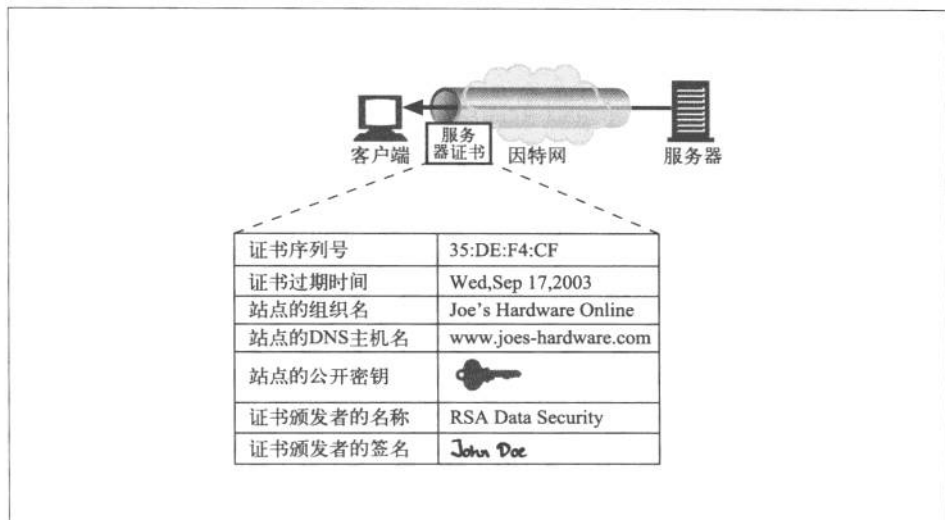 服务
器证书
客户端
因特网
服务器
证书序列号 35:DE:F4:CF
证书过期时间 Wed,Sep 17,2003
站点的组织名 Joe's Hardware Online
站点的DNS主机名 www.joes-hardware.com
站点的公开密钥
证书颁发者的名称 RSA Data Security
证书颁发者的签名 John Doe